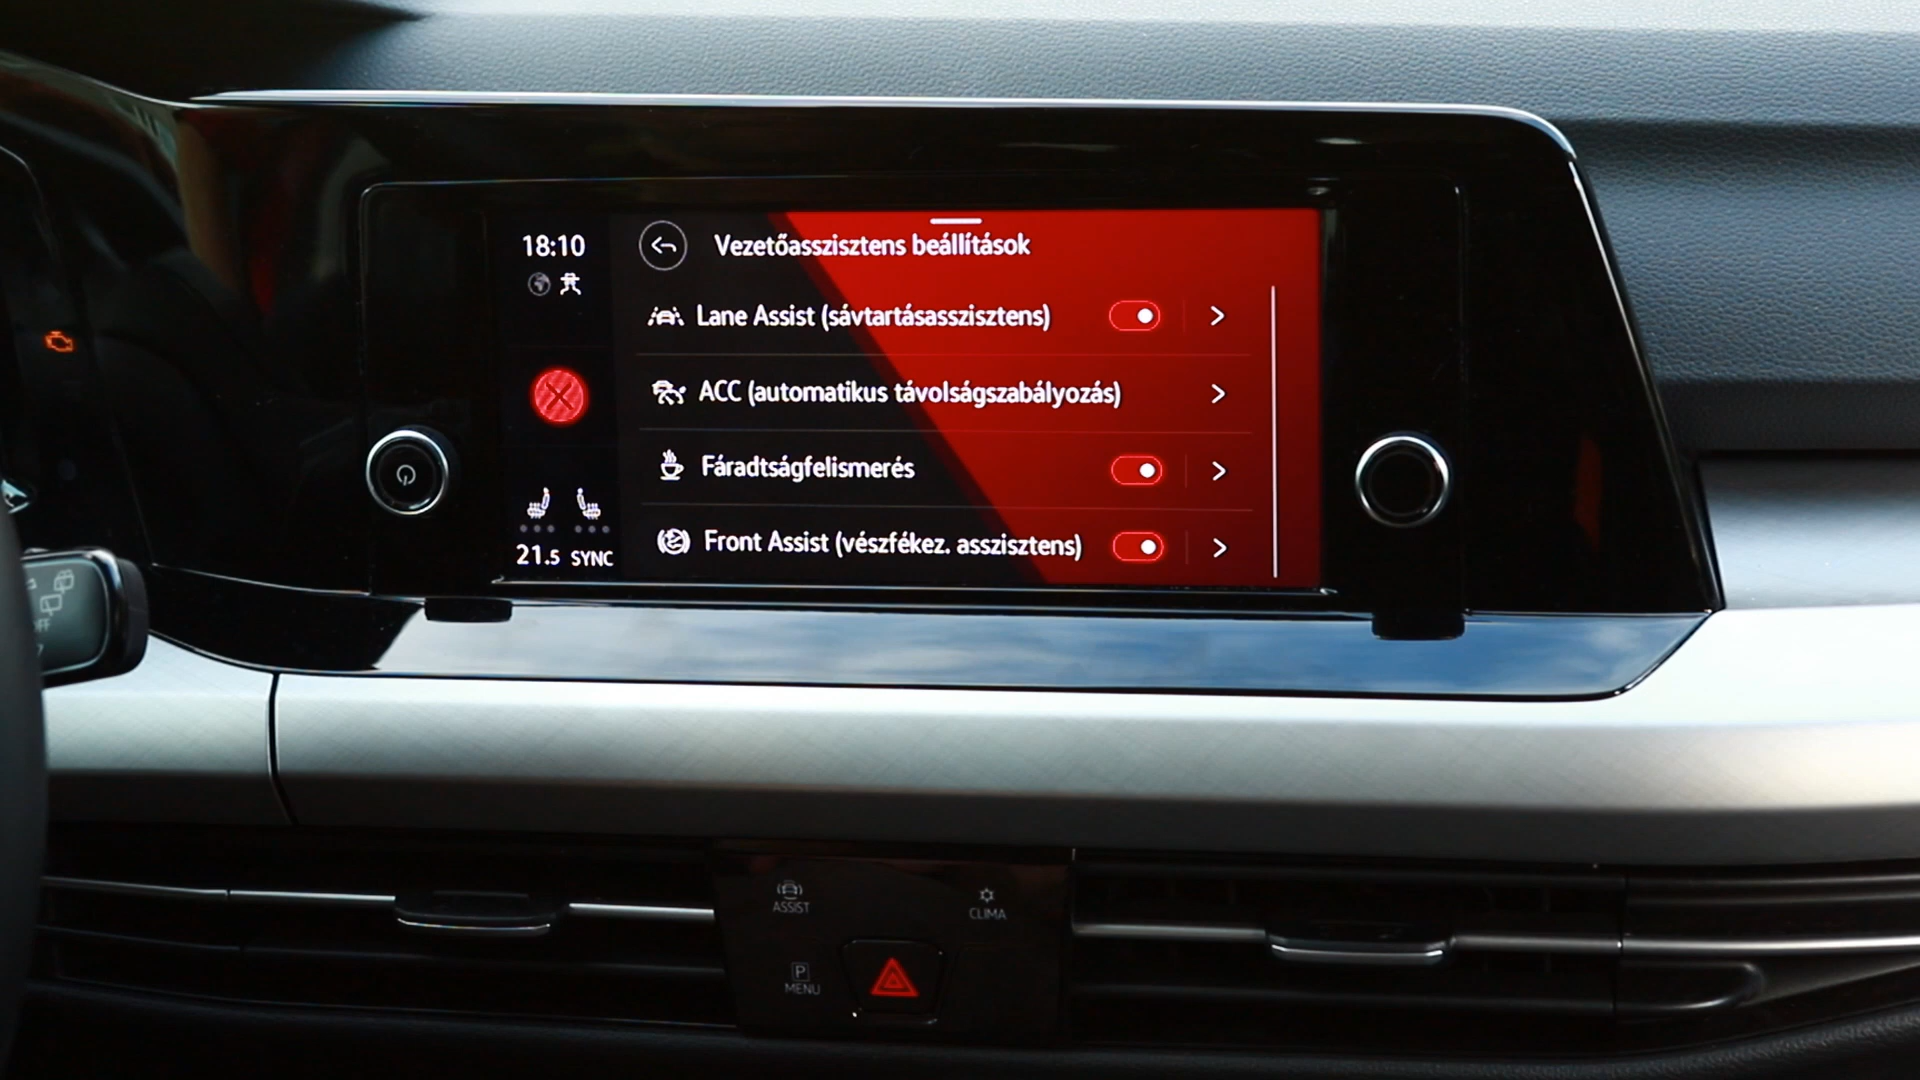 18:10
Vezetőasszisztens beállítások
Lane Assist (sávtartásasszisztens)
ACC (automatikus távolságszabályozás)
Fáradtságfelismerés
Front Assist (vészfékez. asszisztens)
21.5 SYNC
OFF
ASSIST
CLIMA
P
MENU